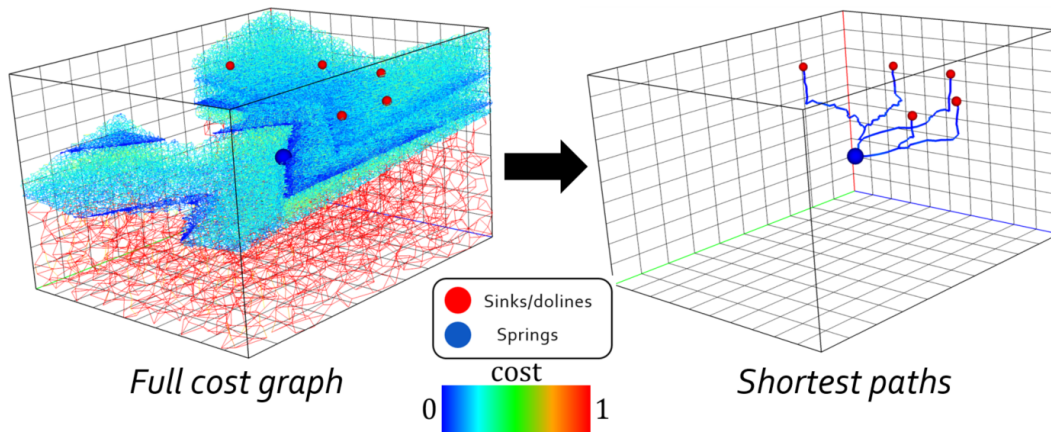 Sinks/dolines
Springs
Full cost graph
cost
0 1
Shortest paths